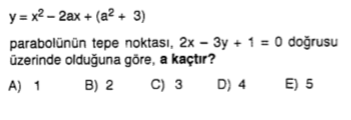 y = x² – 2ax + (a² + 3)
parabolünün tepe noktası, 2x – 3y + 1 = 0 doğrusu
üzerinde olduğuna göre, a kaçtır?
A) 1 B) 2 C) 3 D) 4 E) 5